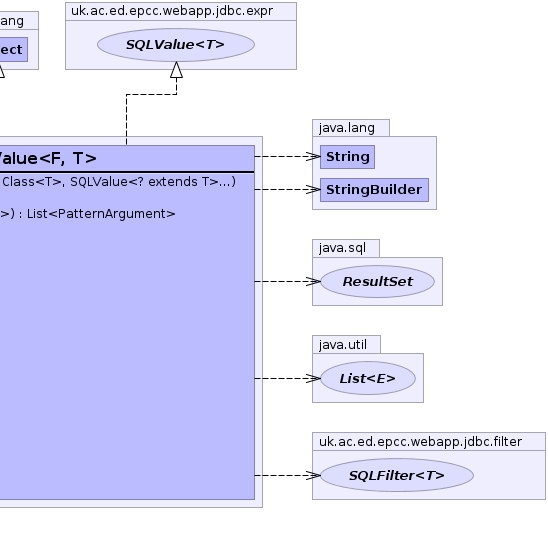 ang
uk.ac.ed.epcc.webapp.jdbc.expr
ect
SQLValue<T>
Value<F, T>
Class<T>, SQLValue<? extends T>...)
>) : List<PatternArgument>
java.lang
String
StringBuilder
java.sql
ResultSet
java.util
List<E>
uk.ac.ed.epcc.webapp.jdbc.filter
SQLFilter<T>